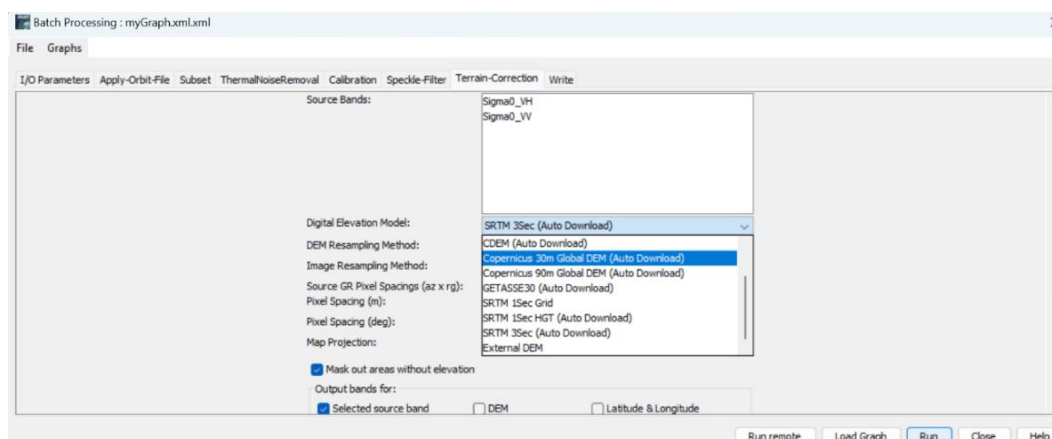 Batch Processing : myGraph.xml.xml
File Graphs
I/O Parameters Apply-Orbit-File Subset ThermalNoiseRemoval Calibration Speckle-Filter Terrain-Correction Write
Source Bands:
Sigma0_VH
Sigma0_VV
Digital Elevation Model: SRTM 3Sec (Auto Download)
DEM Resampling Method:
Image Resampling Method:
Source GR Pixel Spacings (az x rg):
Pixel Spacing (m):
Pixel Spacing (deg):
Map Projection:
CDEM (Auto Download)
Copernicus 30m Global DEM (Auto Download)
Copernicus 90m Global DEM (Auto Download)
GETASSE30 (Auto Download)
SRTM 1Sec Grid
SRTM 1Sec HGT (Auto Download)
SRTM 3Sec (Auto Download)
External DEM
Mask out areas without elevation
Output bands for:
Selected source band DEM Latitude & Longitude
Run remote Load Graph Run Close Help